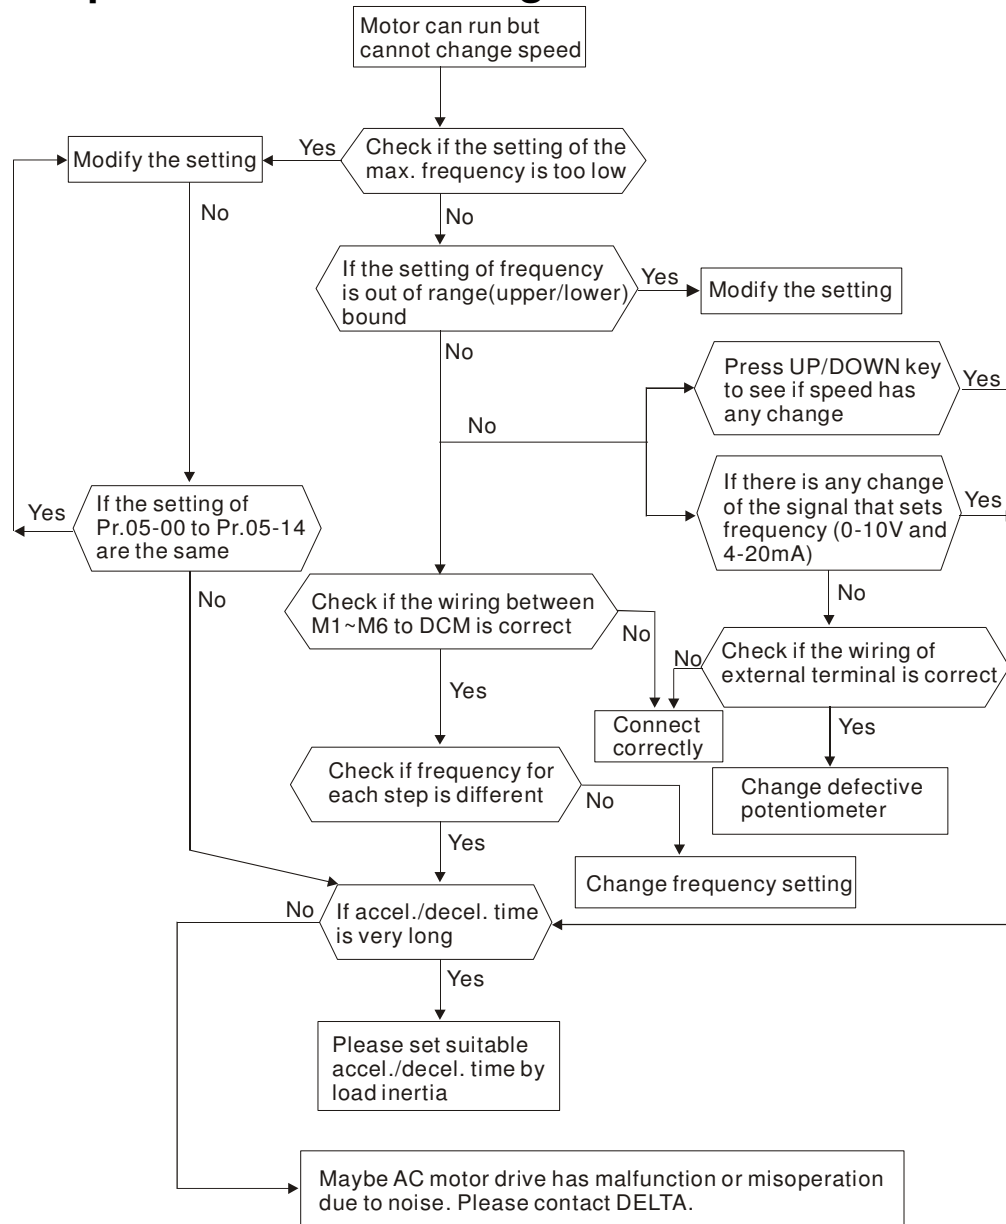 Motor can run but
cannot change speed
Modify the setting
Yes
Check if the setting of the
max. frequency is too low
No
No
If the setting of frequency
is out of range(upper/lower)
bound
Yes
Modify the setting
No
Press UP/DOWN key
to see if speed has
any change
Yes
No
If there is any change
of the signal that sets
frequency (0-10V and
4-20mA)
Yes
Yes
If the setting of
Pr.05-00 to Pr.05-14
are the same
No
No
Check if the wiring between
M1~M6 to DCM is correct
No
No
Check if the wiring of
external terminal is correct
Yes
Connect
correctly
Yes
Check if frequency for
each step is different
No
Change defective
potentiometer
Yes
Change frequency setting
No
If accel./decel. time
is very long
Yes
Please set suitable
accel./decel. time by
load inertia
Maybe AC motor drive has malfunction or misoperation
due to noise. Please contact DELTA.